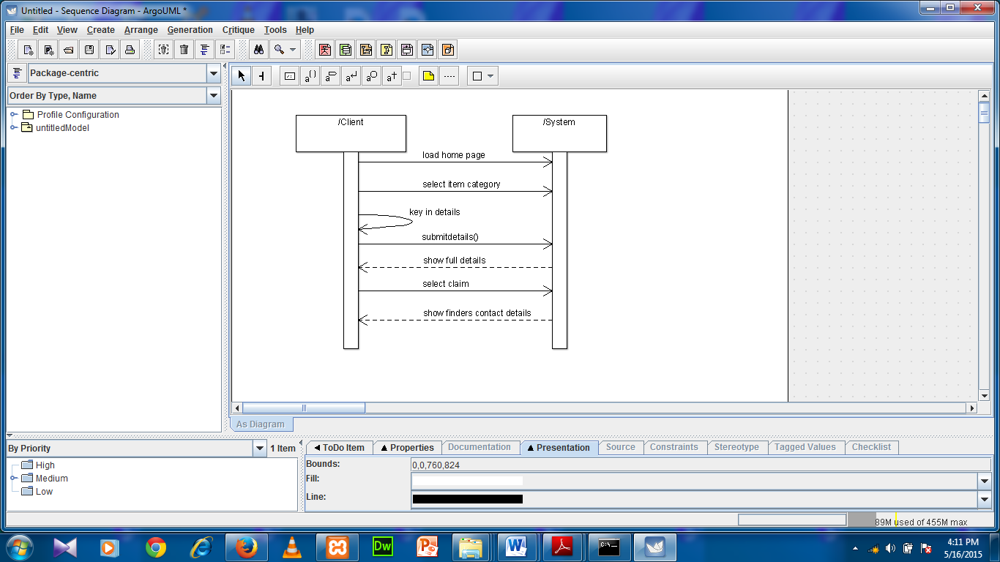 Untitled - Sequence Diagram - ArgoUML *
File Edit View Create Arrange Generation Critique Tools Help
Package-centric
a() a a a a†
Order By Type, Name
Profile Configuration
untitledModel
/Client /System
load home page
select item category
key in details
submitdetails()
show full details
select claim
show finders contact details
As Diagram
By Priority 1 Item
High
Medium
Low
ToDo Item Properties Documentation Presentation Source Constraints Stereotype Tagged Values Checklist
Bounds: 0,0,760,824
Fill:
Line:
89M used of 455M max
Dw
C:\
4:11 PM
5/16/2015